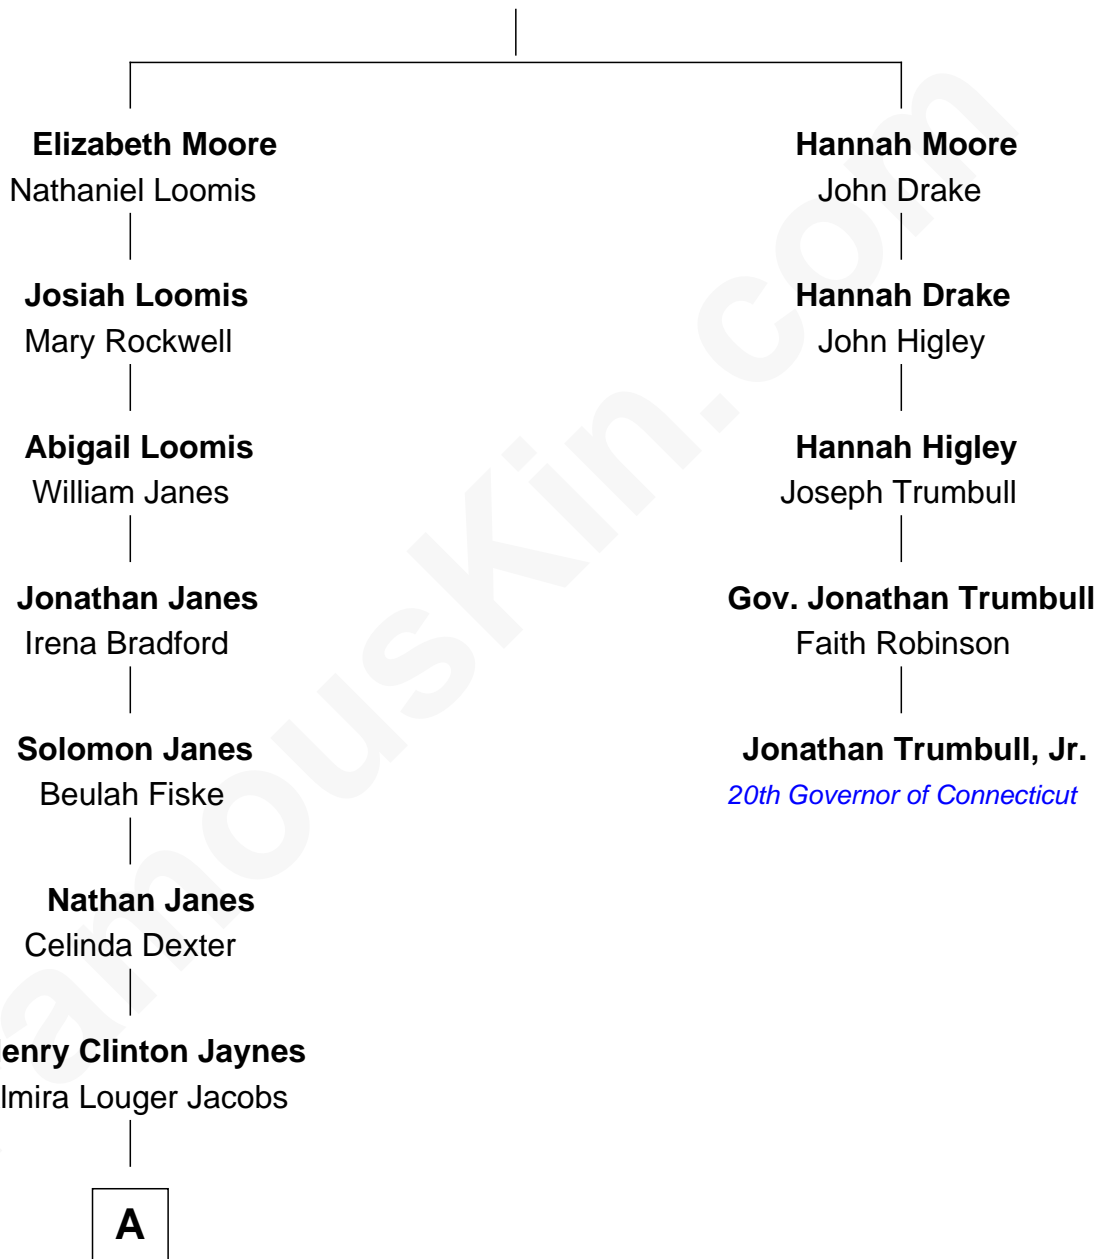 Elizabeth Moore
Nathaniel Loomis
Hannah Moore
John Drake
Josiah Loomis
Mary Rockwell
Hannah Drake
John Higley
Abigail Loomis
William Janes
Hannah Higley
Joseph Trumbull
Jonathan Janes
Irena Bradford
Gov. Jonathan Trumbull
Faith Robinson
Solomon Janes
Beulah Fiske
Jonathan Trumbull, Jr.
20th Governor of Connecticut
Nathan Janes
Celinda Dexter
Clinton Jaynes
Louger Jacobs
A
amouskin.com